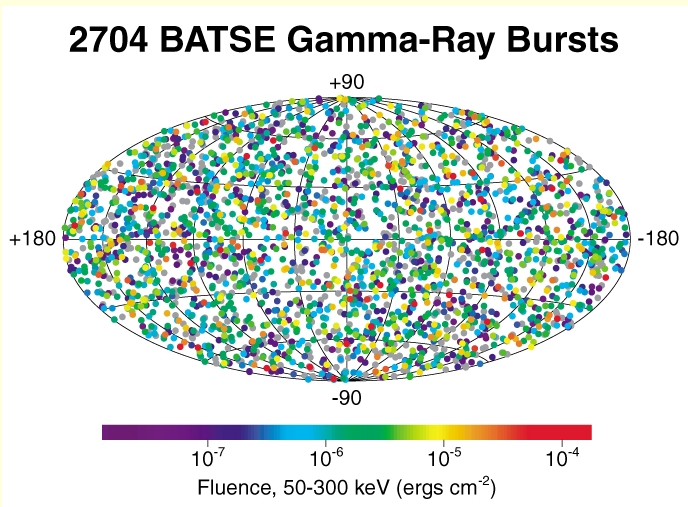 2704 BATSE Gamma-Ray Bursts
+90
+180
-180
-90
10⁻⁷ 10⁻⁶ 10⁻⁵ 10⁻⁴
Fluence, 50-300 keV (ergs cm⁻²)